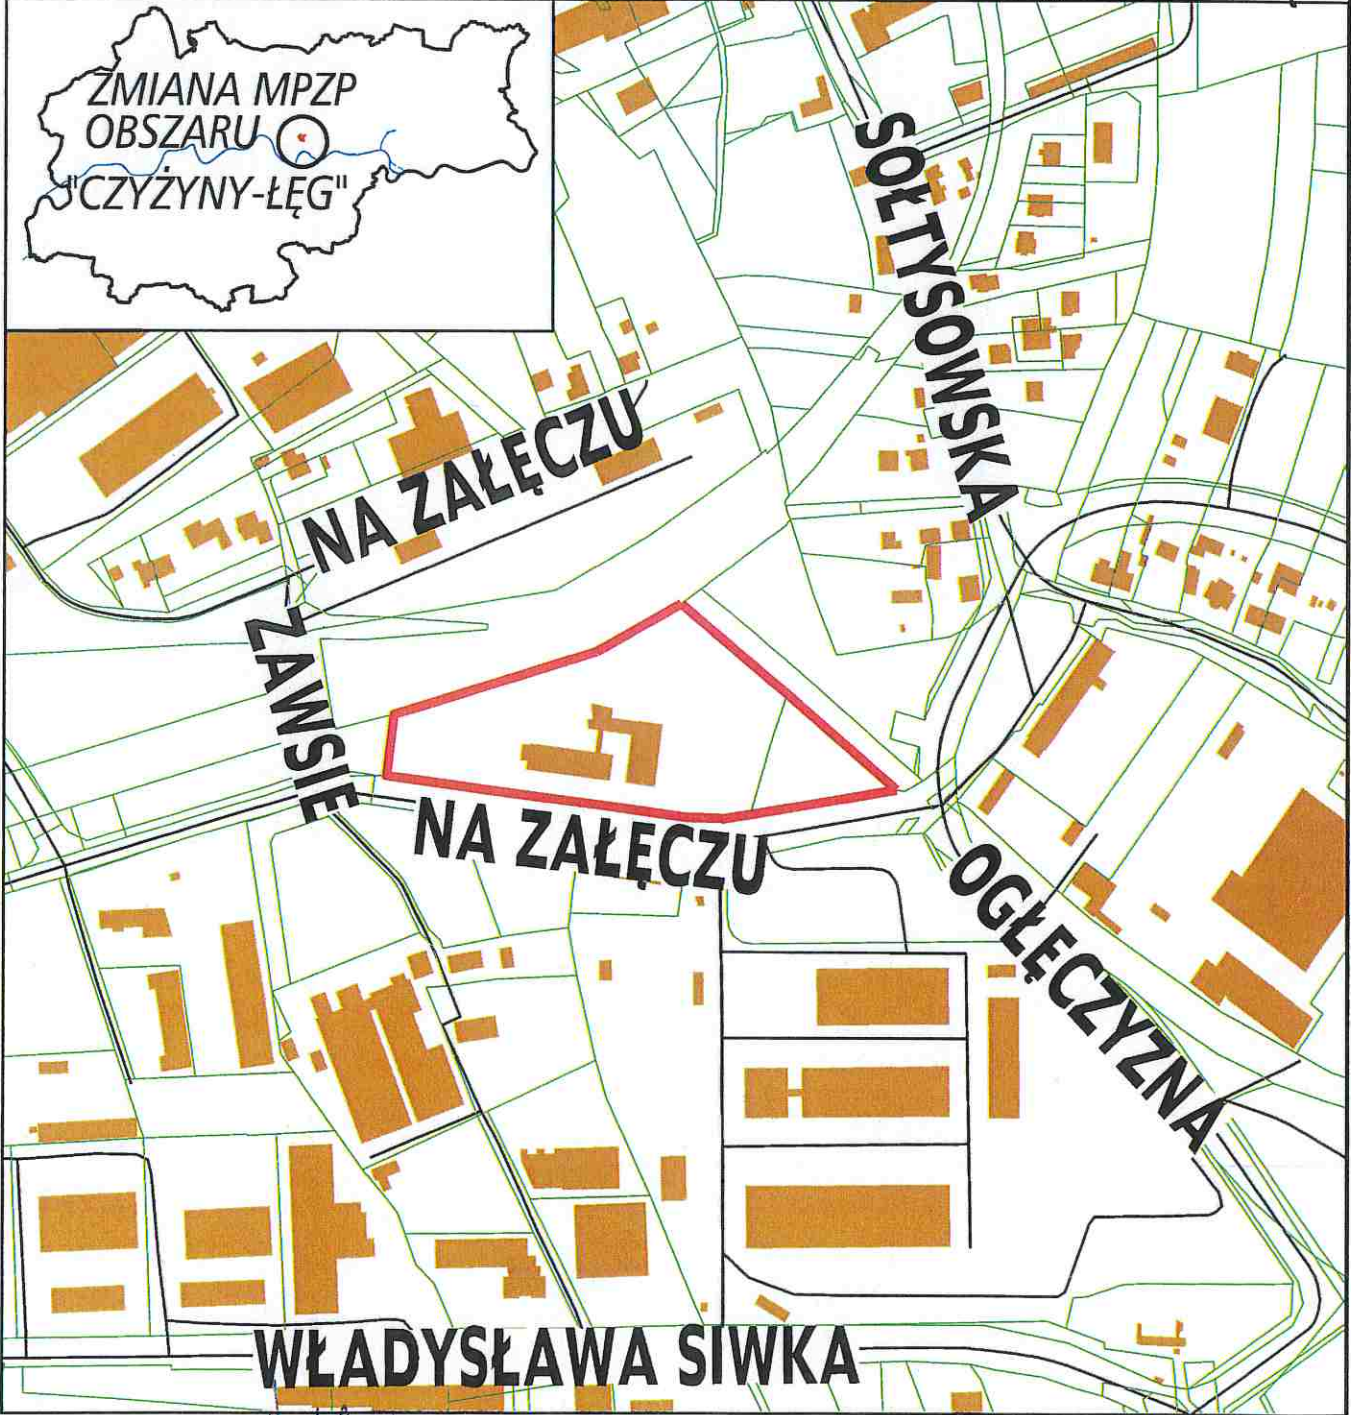 ZMIANA MPZP
OBSZARU
"CZYŻYNY-ŁĘG"
SOŁTYSOWSKA
NA ZAŁĘCZU
ZAWSIE
NA ZAŁĘCZU
OGŁĘCZYZNA
WŁADYSŁAWA SIWKA